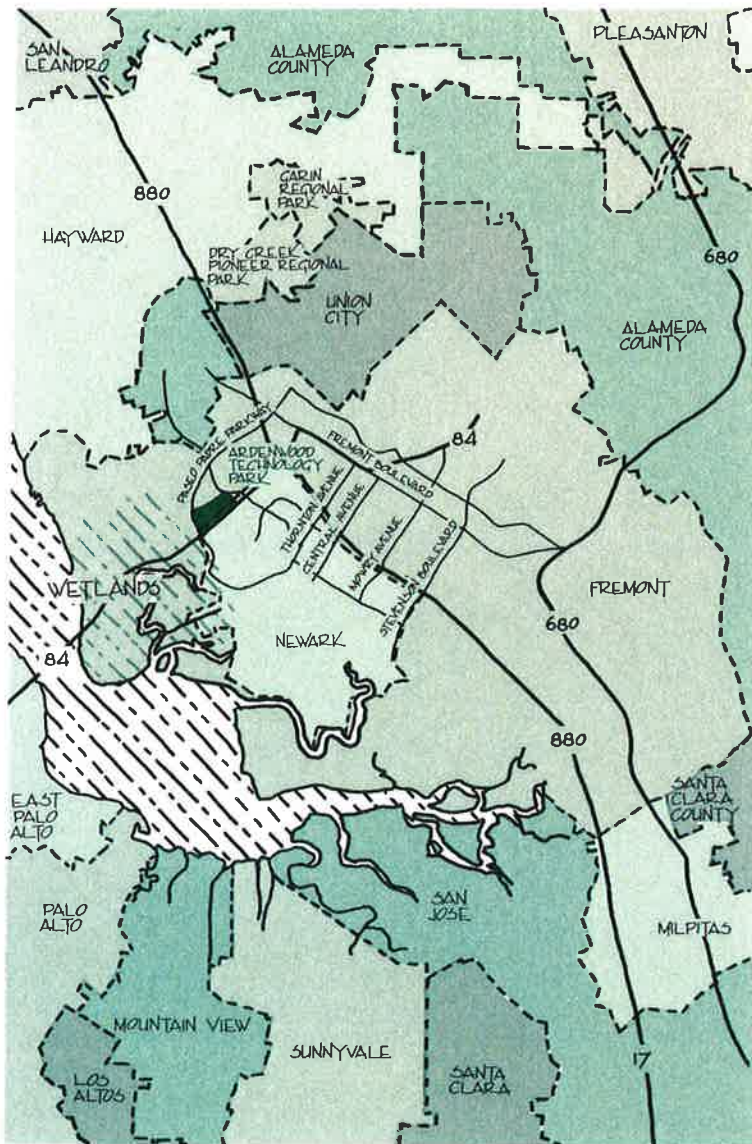 SAN
LEANDRO
ALAMEDA
COUNTY
PLEASANTON
880
GARIN
REGIONAL
PARK
HAYWARD
DRY CREEK
PIONEER REGIONAL
PARK
680
UNION
CITY
ALAMEDA
COUNTY
PASEO PADRE PARKWAY
84
FREMONT BOULEVARD
ARDENWOOD
TECHNOLOGY
PARK
THORNTON AVENUE
CENTRAL AVENUE
MOWRY AVENUE
STEVENSON BOULEVARD
WETLANDS
FREMONT
NEWARK
680
84
880
EAST
PALO
ALTO
SANTA
CLARA
COUNTY
PALO
ALTO
SAN
JOSE
MILPITAS
MOUNTAIN VIEW
SUNNYVALE
17
LOS
ALTOS
SANTA
CLARA